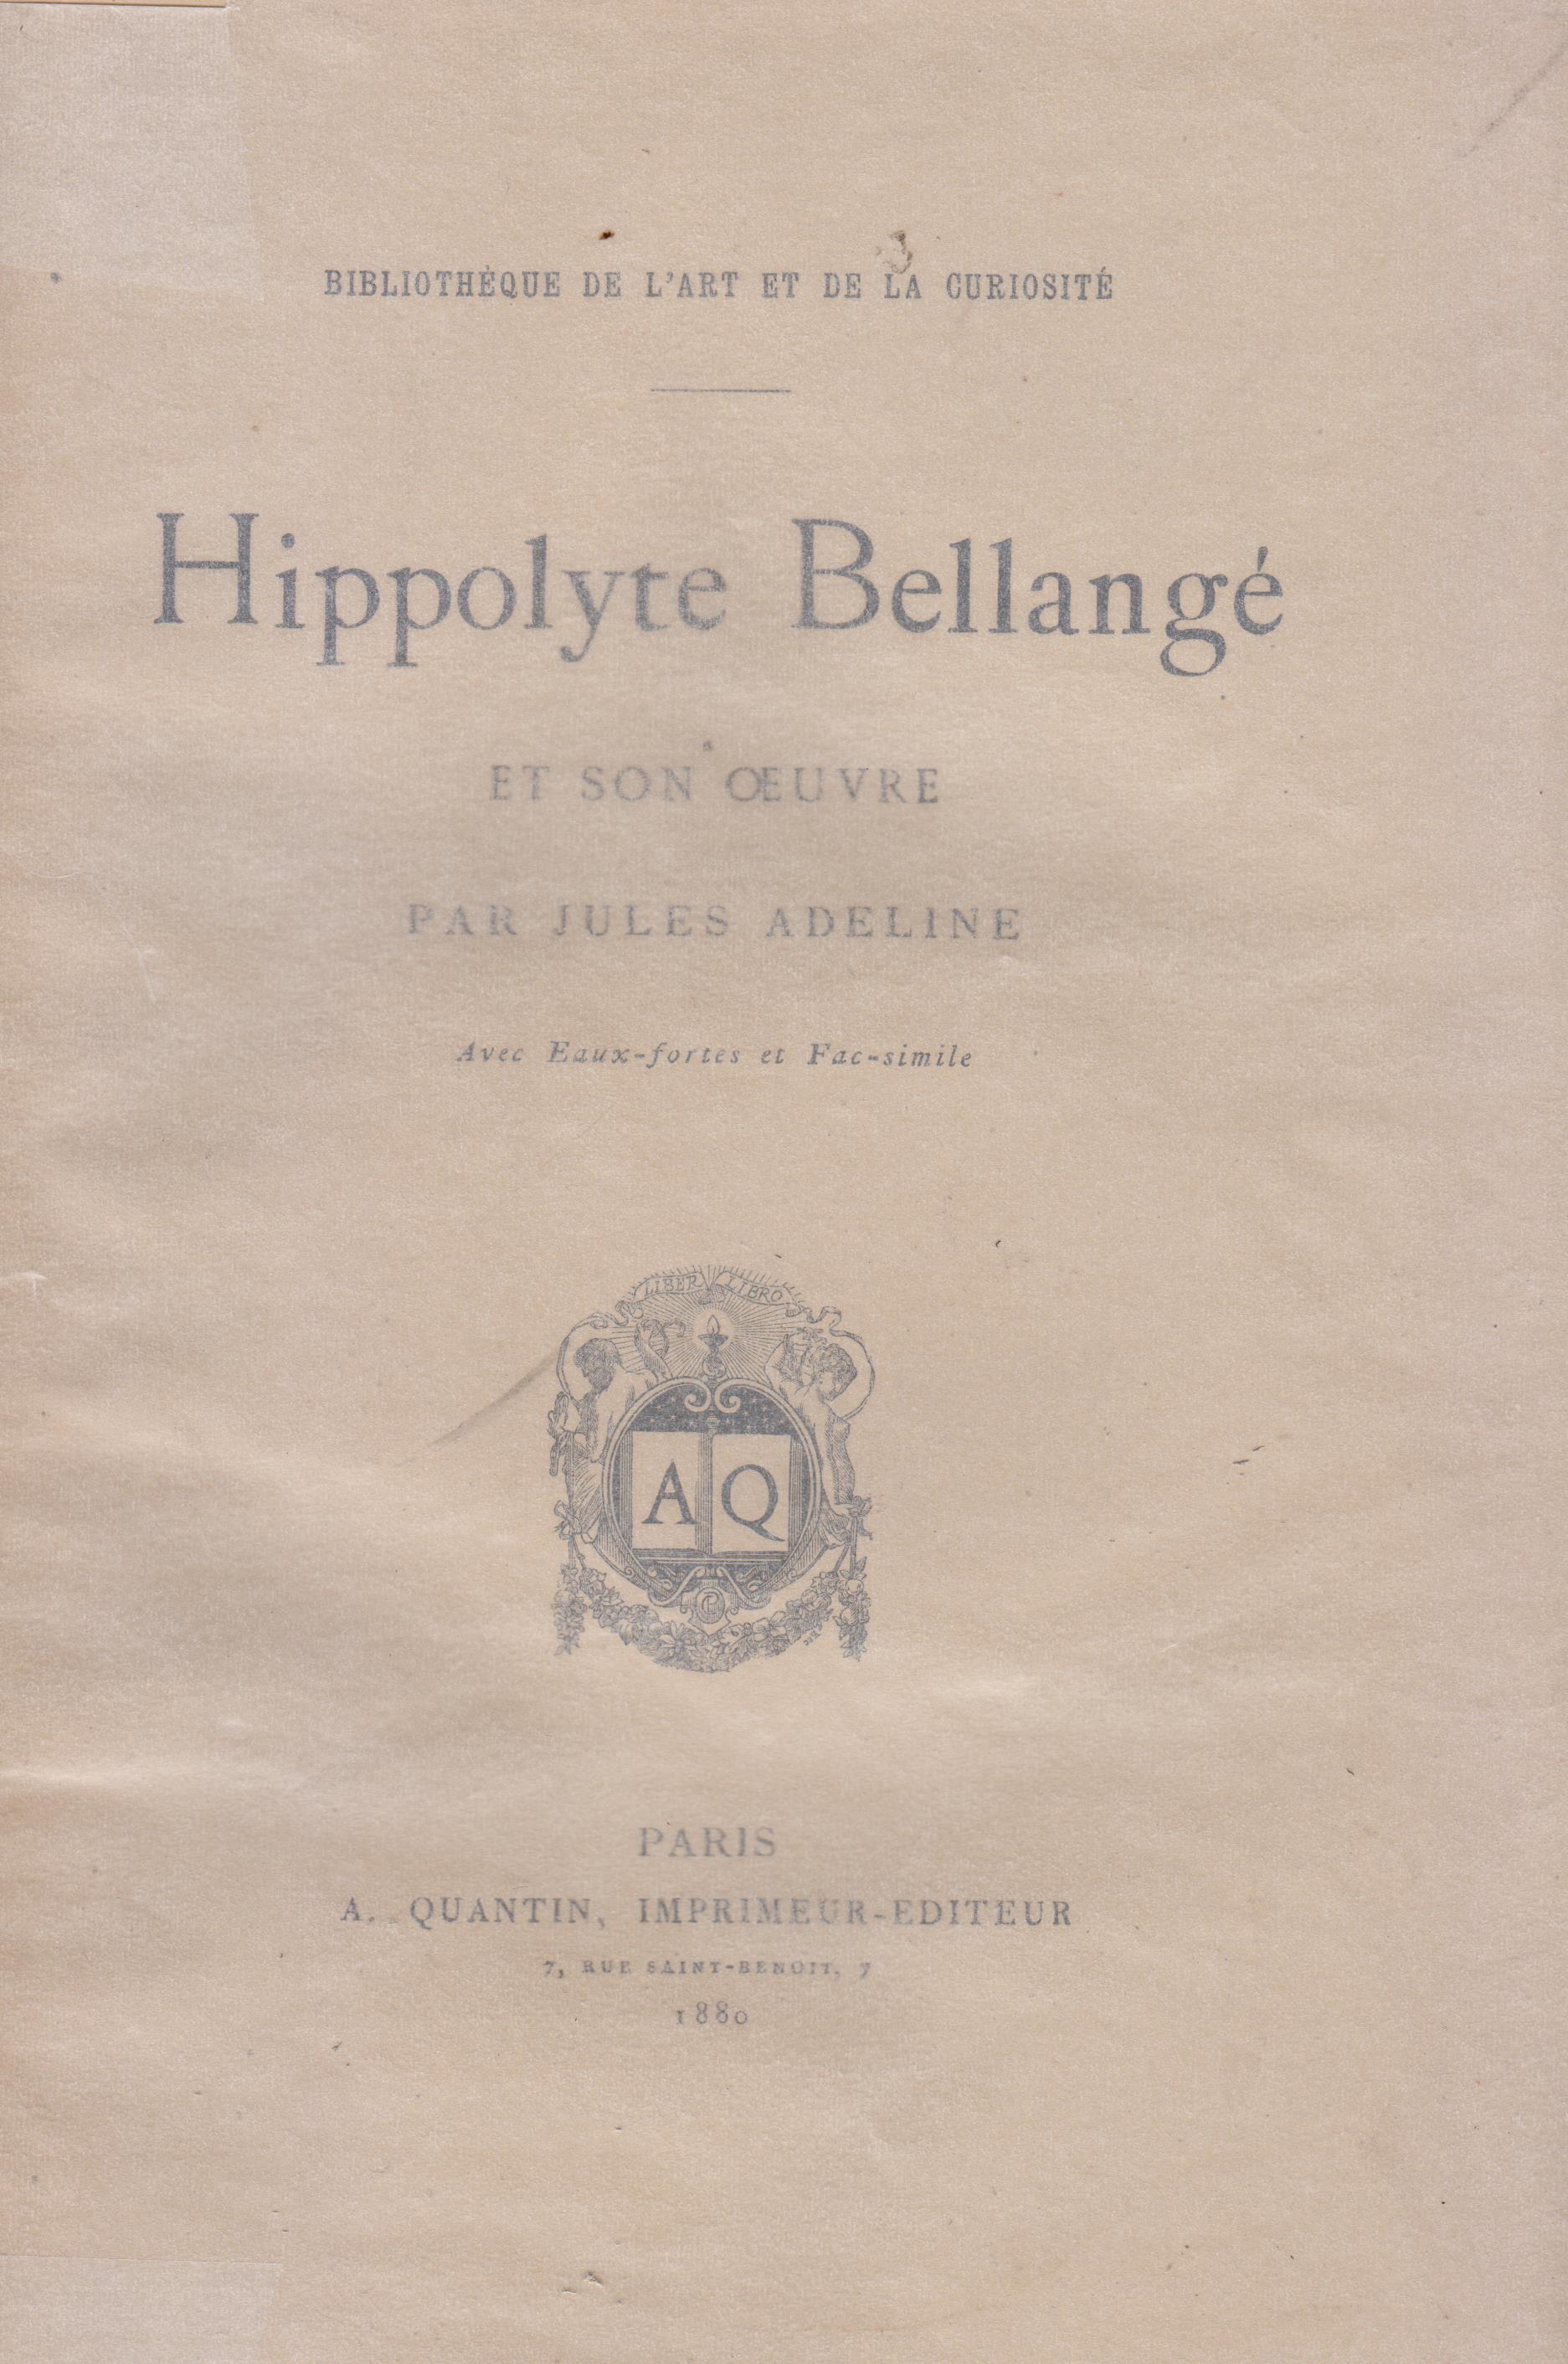 BIBLIOTHÈQUE DE L'ART ET DE LA CURIOSITÉ
Hippolyte Bellangé
ET SON ŒUVRE
PAR JULES ADELINE
Avec Eaux-fortes et Fac-simile
LIBER LIBRO
A Q
PARIS
A. QUANTIN, IMPRIMEUR-EDITEUR
7, RUE SAINT-BENOIT, 7
1880